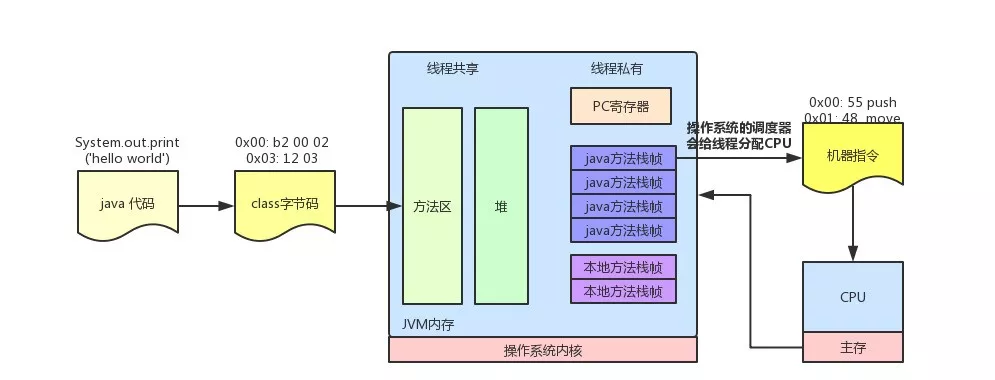 System.out.print
('hello world')
java 代码
0x00: b2 00 02
0x03: 12 03
class字节码
线程共享
线程私有
方法区
堆
PC寄存器
java方法栈帧
java方法栈帧
java方法栈帧
java方法栈帧
本地方法栈帧
本地方法栈帧
JVM内存
操作系统内核
操作系统的调度器
会给线程分配CPU
0x00: 55 push
0x01: 48 move
机器指令
CPU
主存